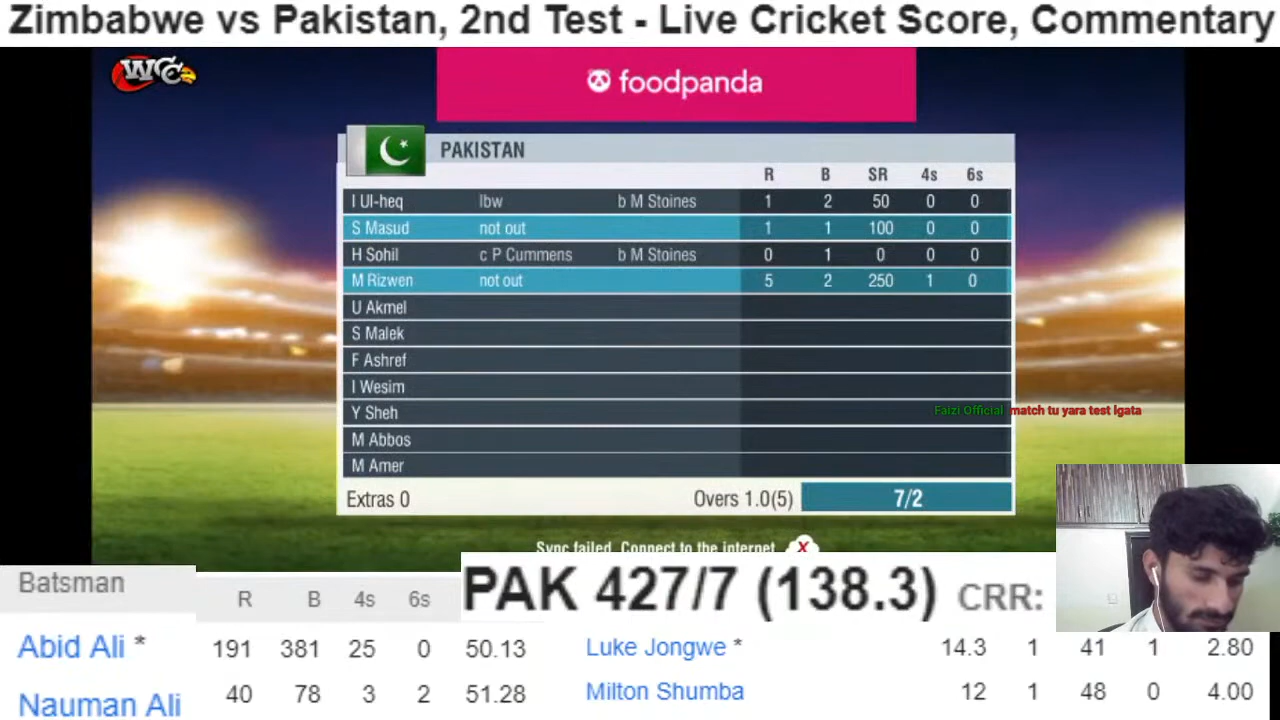 Zimbabwe vs Pakistan, 2nd Test - Live Cricket Score, Commentary
WCC
foodpanda
PAKISTAN
R B SR 4s 6s
I Ul-heq lbw b M Stoines 1 2 50 0 0
S Masud not out 1 1 100 0 0
H Sohil c P Cummens b M Stoines 0 1 0 0 0
M Rizwen not out 5 2 250 1 0
U Akmel
S Malek
F Ashref
I Wesim
Y Sheh
Faizi Official match tu yara test lgata
M Abbos
M Amer
Extras 0 Overs 1.0(5) 7/2
Sync failed. Connect to the internet
Batsman R B 4s 6s
PAK 427/7 (138.3) CRR:
Abid Ali * 191 381 25 0 50.13
Luke Jongwe * 14.3 1 41 1 2.80
Nauman Ali 40 78 3 2 51.28
Milton Shumba 12 1 48 0 4.00